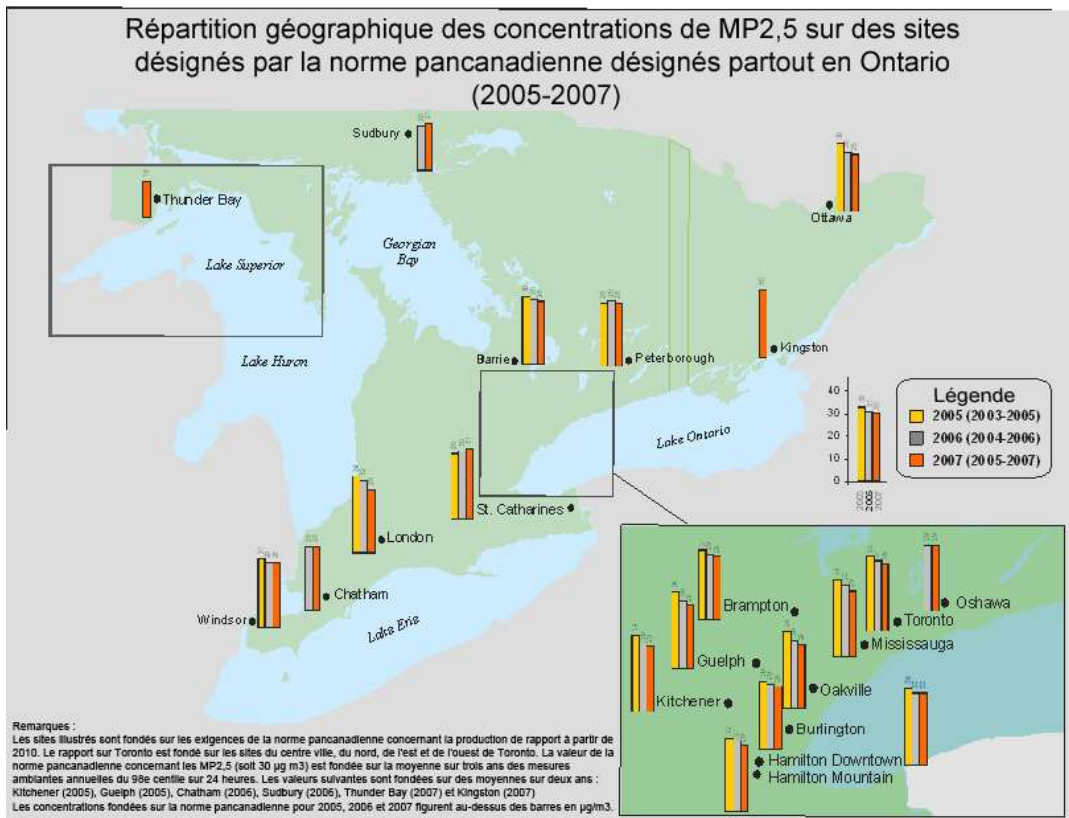 Répartition géographique des concentrations de MP2,5 sur des sites
désignés par la norme pancanadienne désignés partout en Ontario
(2005-2007)
Sudbury
Thunder Bay
Ottawa
Georgian
Bay
Lake Superior
Barrie
Peterborough
Kingston
Lake Huron
Lake Ontario
40
30
20
10
0
2005
2007
Légende
2005 (2003-2005)
2006 (2004-2006)
2007 (2005-2007)
St. Catharines
London
Chatham
Windsor
Lake Erie
Brampton
Oshawa
Toronto
Mississauga
Guelph
Oakville
Kitchener
Burlington
Hamilton Downtown
Hamilton Mountain
Remarques :
Les sites illustrés sont fondés sur les exigences de la norme pancanadienne concernant la production de rapport à partir de
2010. Le rapport sur Toronto est fondé sur les sites du centre ville, du nord, de l'est et de l'ouest de Toronto. La valeur de la
norme pancanadienne concernant les MP2,5 (soit 30 µg m3) est fondée sur la moyenne sur trois ans des mesures
ambiantes annuelles du 98e centile sur 24 heures. Les valeurs suivantes sont fondées sur des moyennes sur deux ans :
Kitchener (2005), Guelph (2005), Chatham (2006), Sudbury (2006), Thunder Bay (2007) et Kingston (2007)
Les concentrations fondées sur la norme pancanadienne pour 2005, 2006 et 2007 figurent au-dessus des barres en µg/m3.